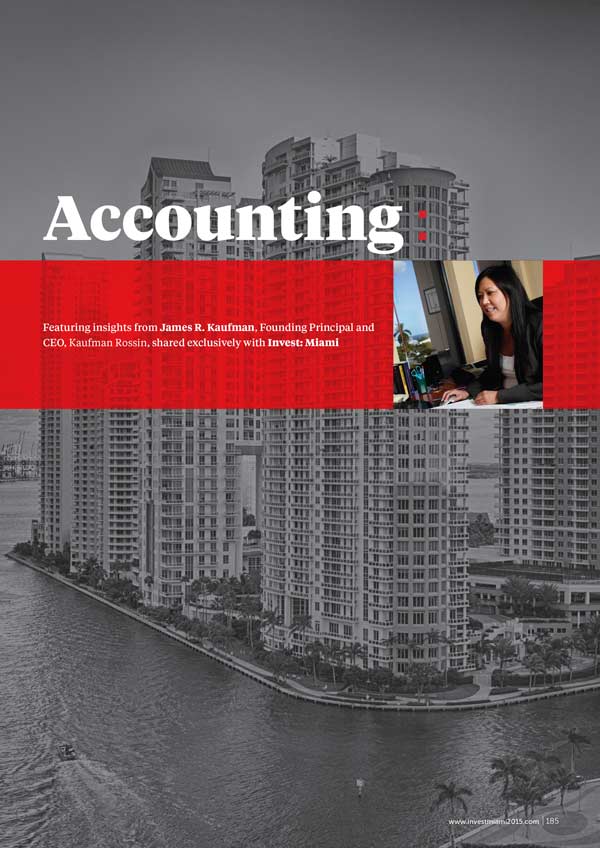 Accounting :
Featuring insights from James R. Kaufman, Founding Principal and
CEO, Kaufman Rossin, shared exclusively with Invest: Miami
www.investmiami2015.com | 185